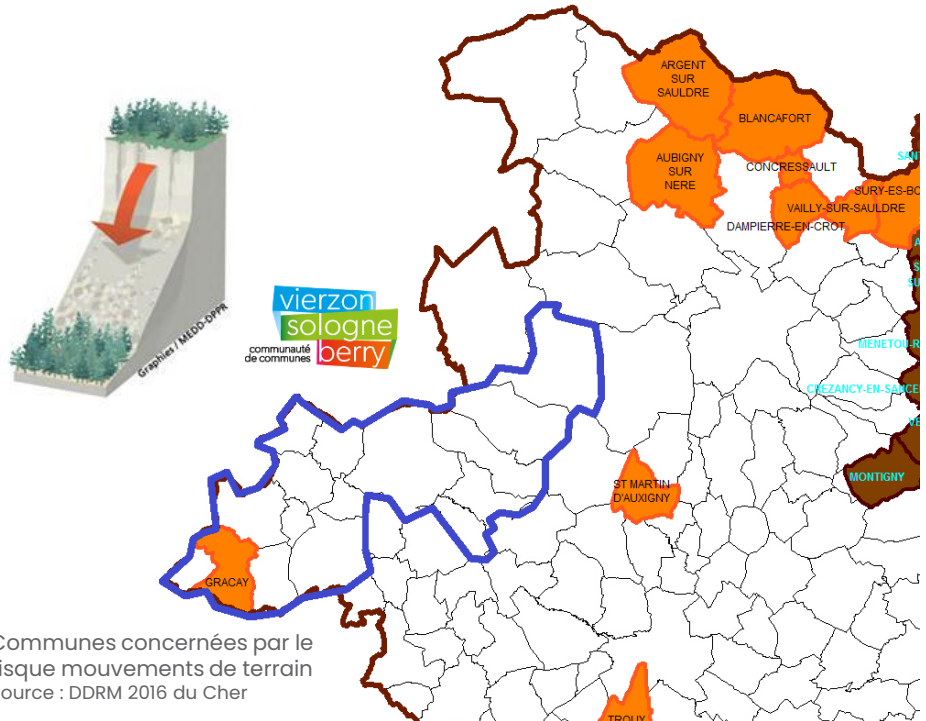 ARGENT
SUR
SAULDRE
BLANCAFORT
AUBIGNY
SUR
NERE
CONCRESSAULT
SURY-ES-BO
VAILLY-SUR-SAULDRE
DAMPIERRE-EN-CROT
Graphies / MEDD-DPPR
vierzon
sologne
berry
communauté
de communes
MENETOU-R
CREZANCY-EN-SANCE
MONTIGNY
ST MARTIN
D'AUXIGNY
GRACAY
Communes concernées par le
risque mouvements de terrain
Source : DDRM 2016 du Cher
TROUY